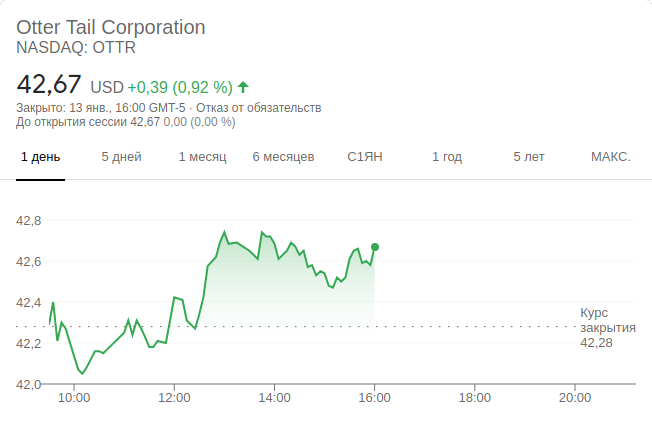 Otter Tail Corporation
NASDAQ: OTTR
42,67 USD +0,39 (0,92 %)
Закрыто: 13 янв., 16:00 GMT-5 · Отказ от обязательств
До открытия сессии 42,67 0,00 (0,00 %)
1 день 5 дней 1 месяц 6 месяцев С1ЯН 1 год 5 лет МАКС.
42,8
42,6
42,4
Курс
закрытия
42,28
42,2
42,0
10:00 12:00 14:00 16:00 18:00 20:00